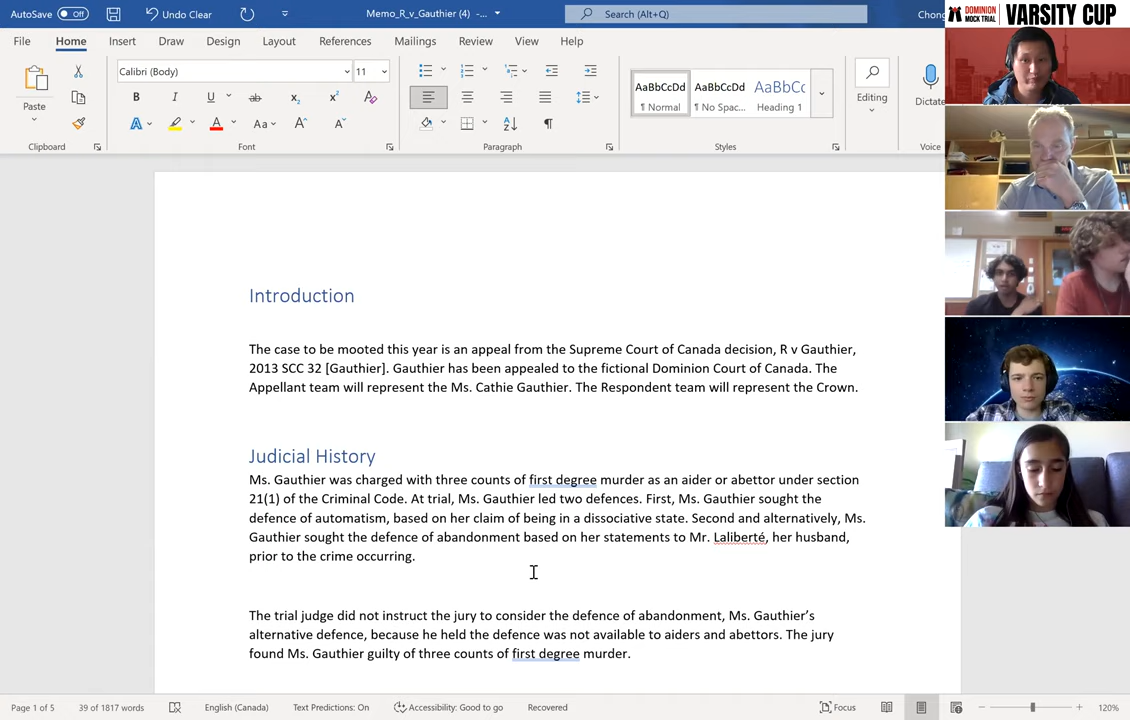 AutoSave Off Undo Clear Memo_R_v_Gauthier (4) -... Search (Alt+Q) Chong
DOMINION MOCK TRIAL VARSITY CUP
File Home Insert Draw Design Layout References Mailings Review View Help
Calibri (Body) 11
Paste
B I U ab x₂ x² A
A A Aa A A
AaBbCcDd AaBbCcDd AaBbCc
¶ Normal ¶ No Spac... Heading 1
Editing Dictate
Clipboard Font Paragraph Styles Voice
Introduction
The case to be mooted this year is an appeal from the Supreme Court of Canada decision, R v Gauthier,
2013 SCC 32 [Gauthier]. Gauthier has been appealed to the fictional Dominion Court of Canada. The
Appellant team will represent the Ms. Cathie Gauthier. The Respondent team will represent the Crown.
Judicial History
Ms. Gauthier was charged with three counts of first degree murder as an aider or abettor under section
21(1) of the Criminal Code. At trial, Ms. Gauthier led two defences. First, Ms. Gauthier sought the
defence of automatism, based on her claim of being in a dissociative state. Second and alternatively, Ms.
Gauthier sought the defence of abandonment based on her statements to Mr. Laliberté, her husband,
prior to the crime occurring.
The trial judge did not instruct the jury to consider the defence of abandonment, Ms. Gauthier’s
alternative defence, because he held the defence was not available to aiders and abettors. The jury
found Ms. Gauthier guilty of three counts of first degree murder.
Page 1 of 5 39 of 1817 words English (Canada) Text Predictions: On Accessibility: Good to go Recovered Focus 120%